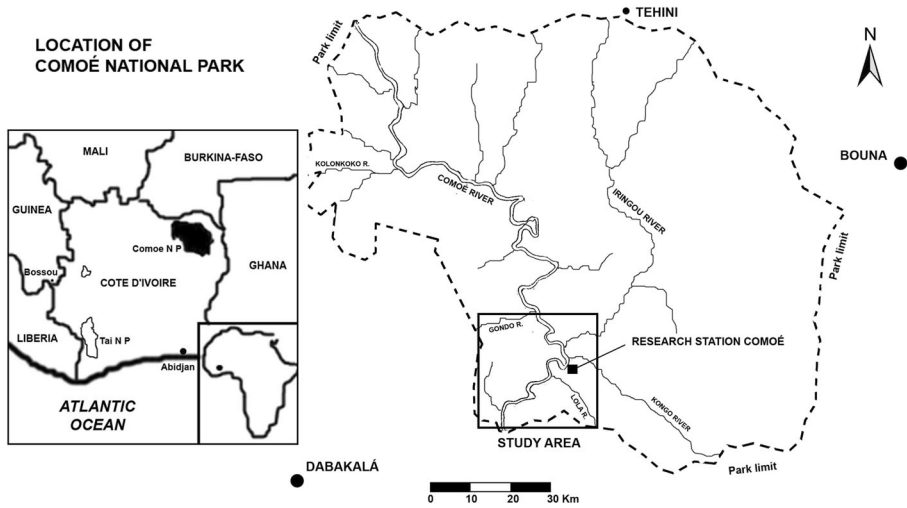 LOCATION OF
COMOÉ NATIONAL PARK
TEHINI
Park limit
N
BOUNA
KOLONKOKO R.
COMOÉ RIVER
IRINGOU RIVER
Park limit
MALI
BURKINA-FASO
GUINEA
Comoe N P
GHANA
Bossou
COTE D'IVOIRE
LIBERIA
Tai N P
Abidjan
ATLANTIC
OCEAN
GONDO R.
RESEARCH STATION COMOÉ
LOLA R.
KONGO RIVER
STUDY AREA
Park limit
DABAKALÁ
0 10 20 30 Km